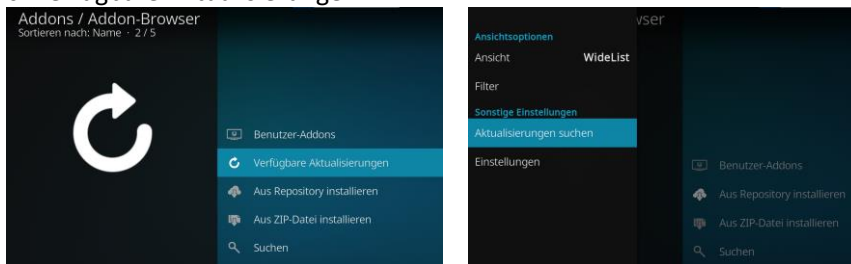 Addons / Addon-Browser
Sortieren nach: Name · 2 / 5
Benutzer-Addons
Verfügbare Aktualisierungen
Aus Repository installieren
Aus ZIP-Datei installieren
Suchen
Ansichtsoptionen
Ansicht WideList
Filter
Sonstige Einstellungen
Aktualisierungen suchen
Einstellungen
wser
Benutzer-Addons
Aus Repository installieren
Aus ZIP-Datei installieren
Suchen